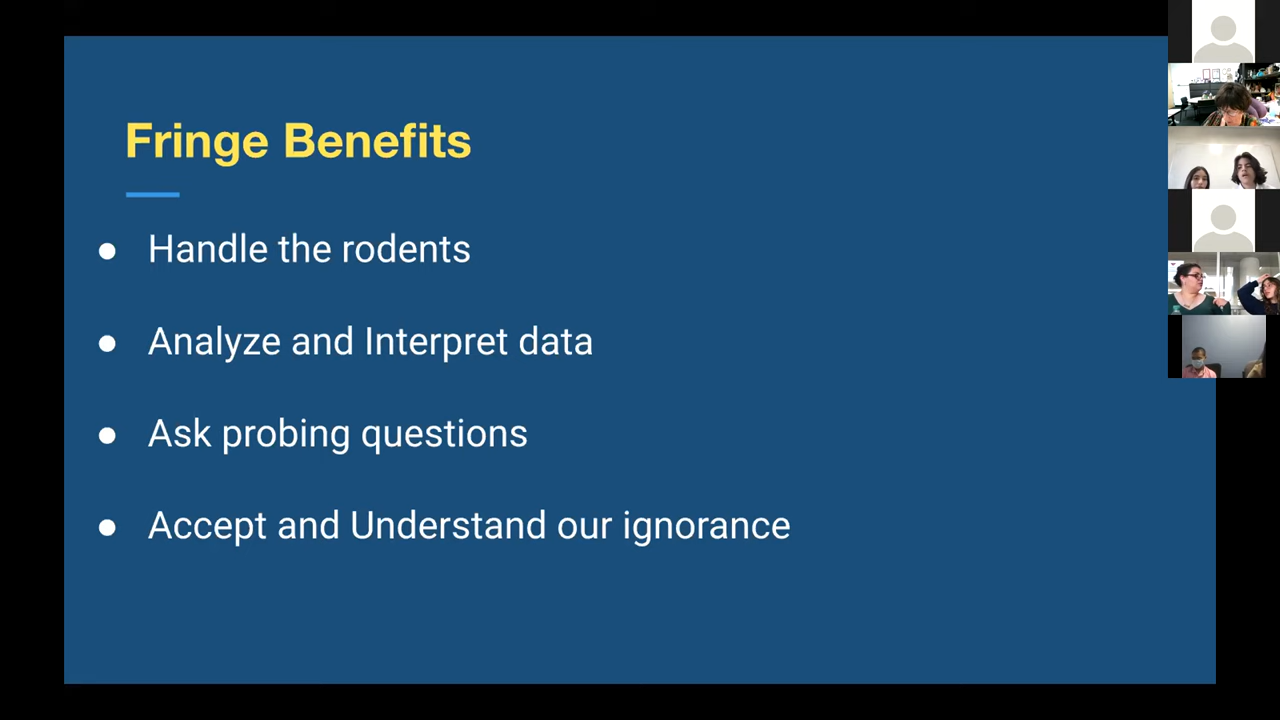 Fringe Benefits
● Handle the rodents
● Analyze and Interpret data
● Ask probing questions
● Accept and Understand our ignorance